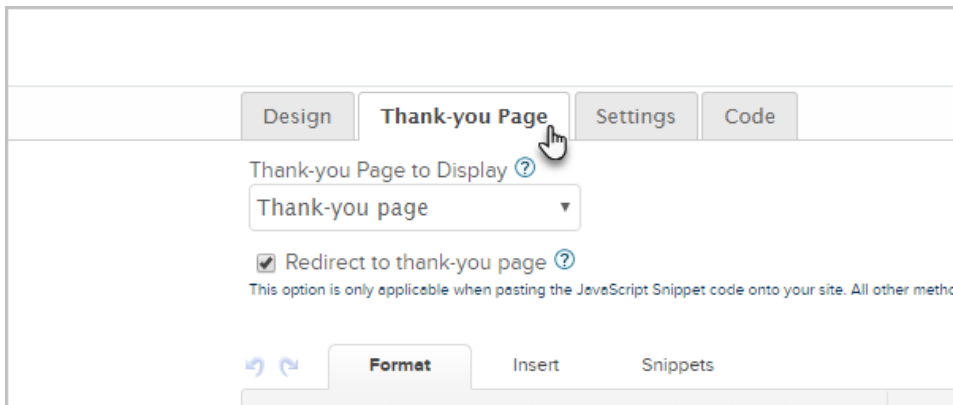 Design Thank-you Page Settings Code
Thank-you Page to Display ?
Thank-you page
Redirect to thank-you page ?
This option is only applicable when pasting the JavaScript Snippet code onto your site. All other
Format Insert Snippets